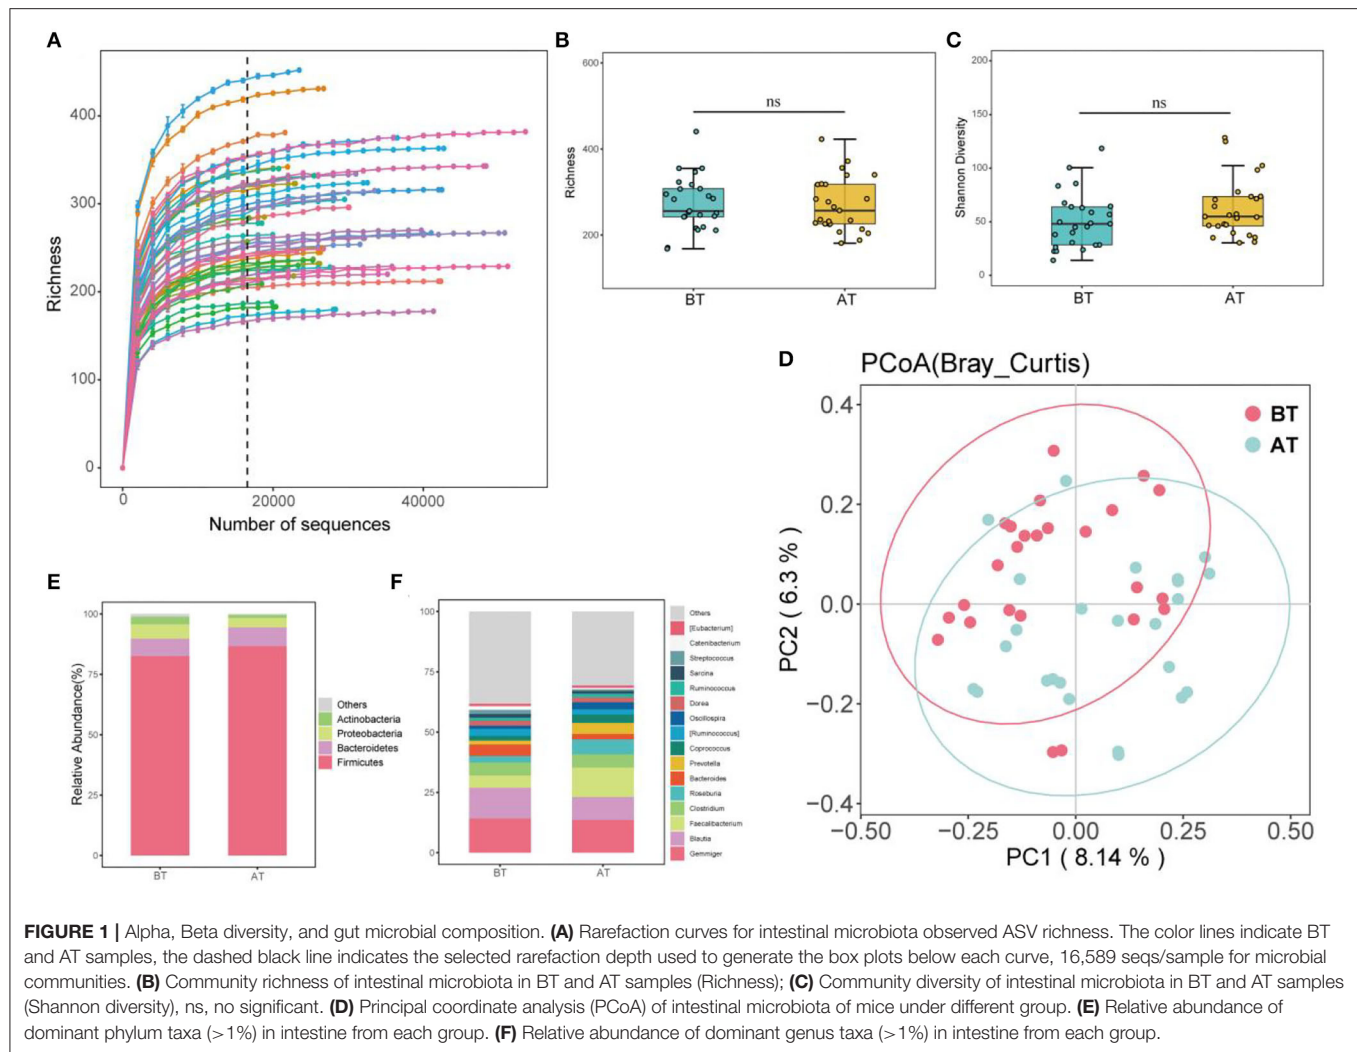 A
Richness
400
300
200
100
0
0
20000
40000
Number of sequences
B
Richness
600
400
200
ns
BT
AT
C
Shannon Diversity
200
150
100
50
0
ns
BT
AT
D
PCoA(Bray_Curtis)
PC2 ( 6.3 % )
0.4
0.2
0.0
−0.2
−0.4
BT
AT
−0.50
−0.25
0.00
0.25
0.50
PC1 ( 8.14 % )
E
Relative Abundance(%)
100
75
50
25
0
BT
AT
Others
Actinobacteria
Proteobacteria
Bacteroidetes
Firmicutes
F
100
75
50
25
0
BT
AT
Others
[Eubacterium]
Catenibacterium
Streptococcus
Sarcina
Ruminococcus
Dorea
Oscillospira
[Ruminococcus]
Coprococcus
Prevotella
Bacteroides
Roseburia
Clostridium
Faecalibacterium
Blautia
Gemmiger
FIGURE 1 | Alpha, Beta diversity, and gut microbial composition. (A) Rarefaction curves for intestinal microbiota observed ASV richness. The color lines indicate BT
and AT samples, the dashed black line indicates the selected rarefaction depth used to generate the box plots below each curve, 16,589 seqs/sample for microbial
communities. (B) Community richness of intestinal microbiota in BT and AT samples (Richness); (C) Community diversity of intestinal microbiota in BT and AT samples
(Shannon diversity), ns, no significant. (D) Principal coordinate analysis (PCoA) of intestinal microbiota of mice under different group. (E) Relative abundance of
dominant phylum taxa (>1%) in intestine from each group. (F) Relative abundance of dominant genus taxa (>1%) in intestine from each group.